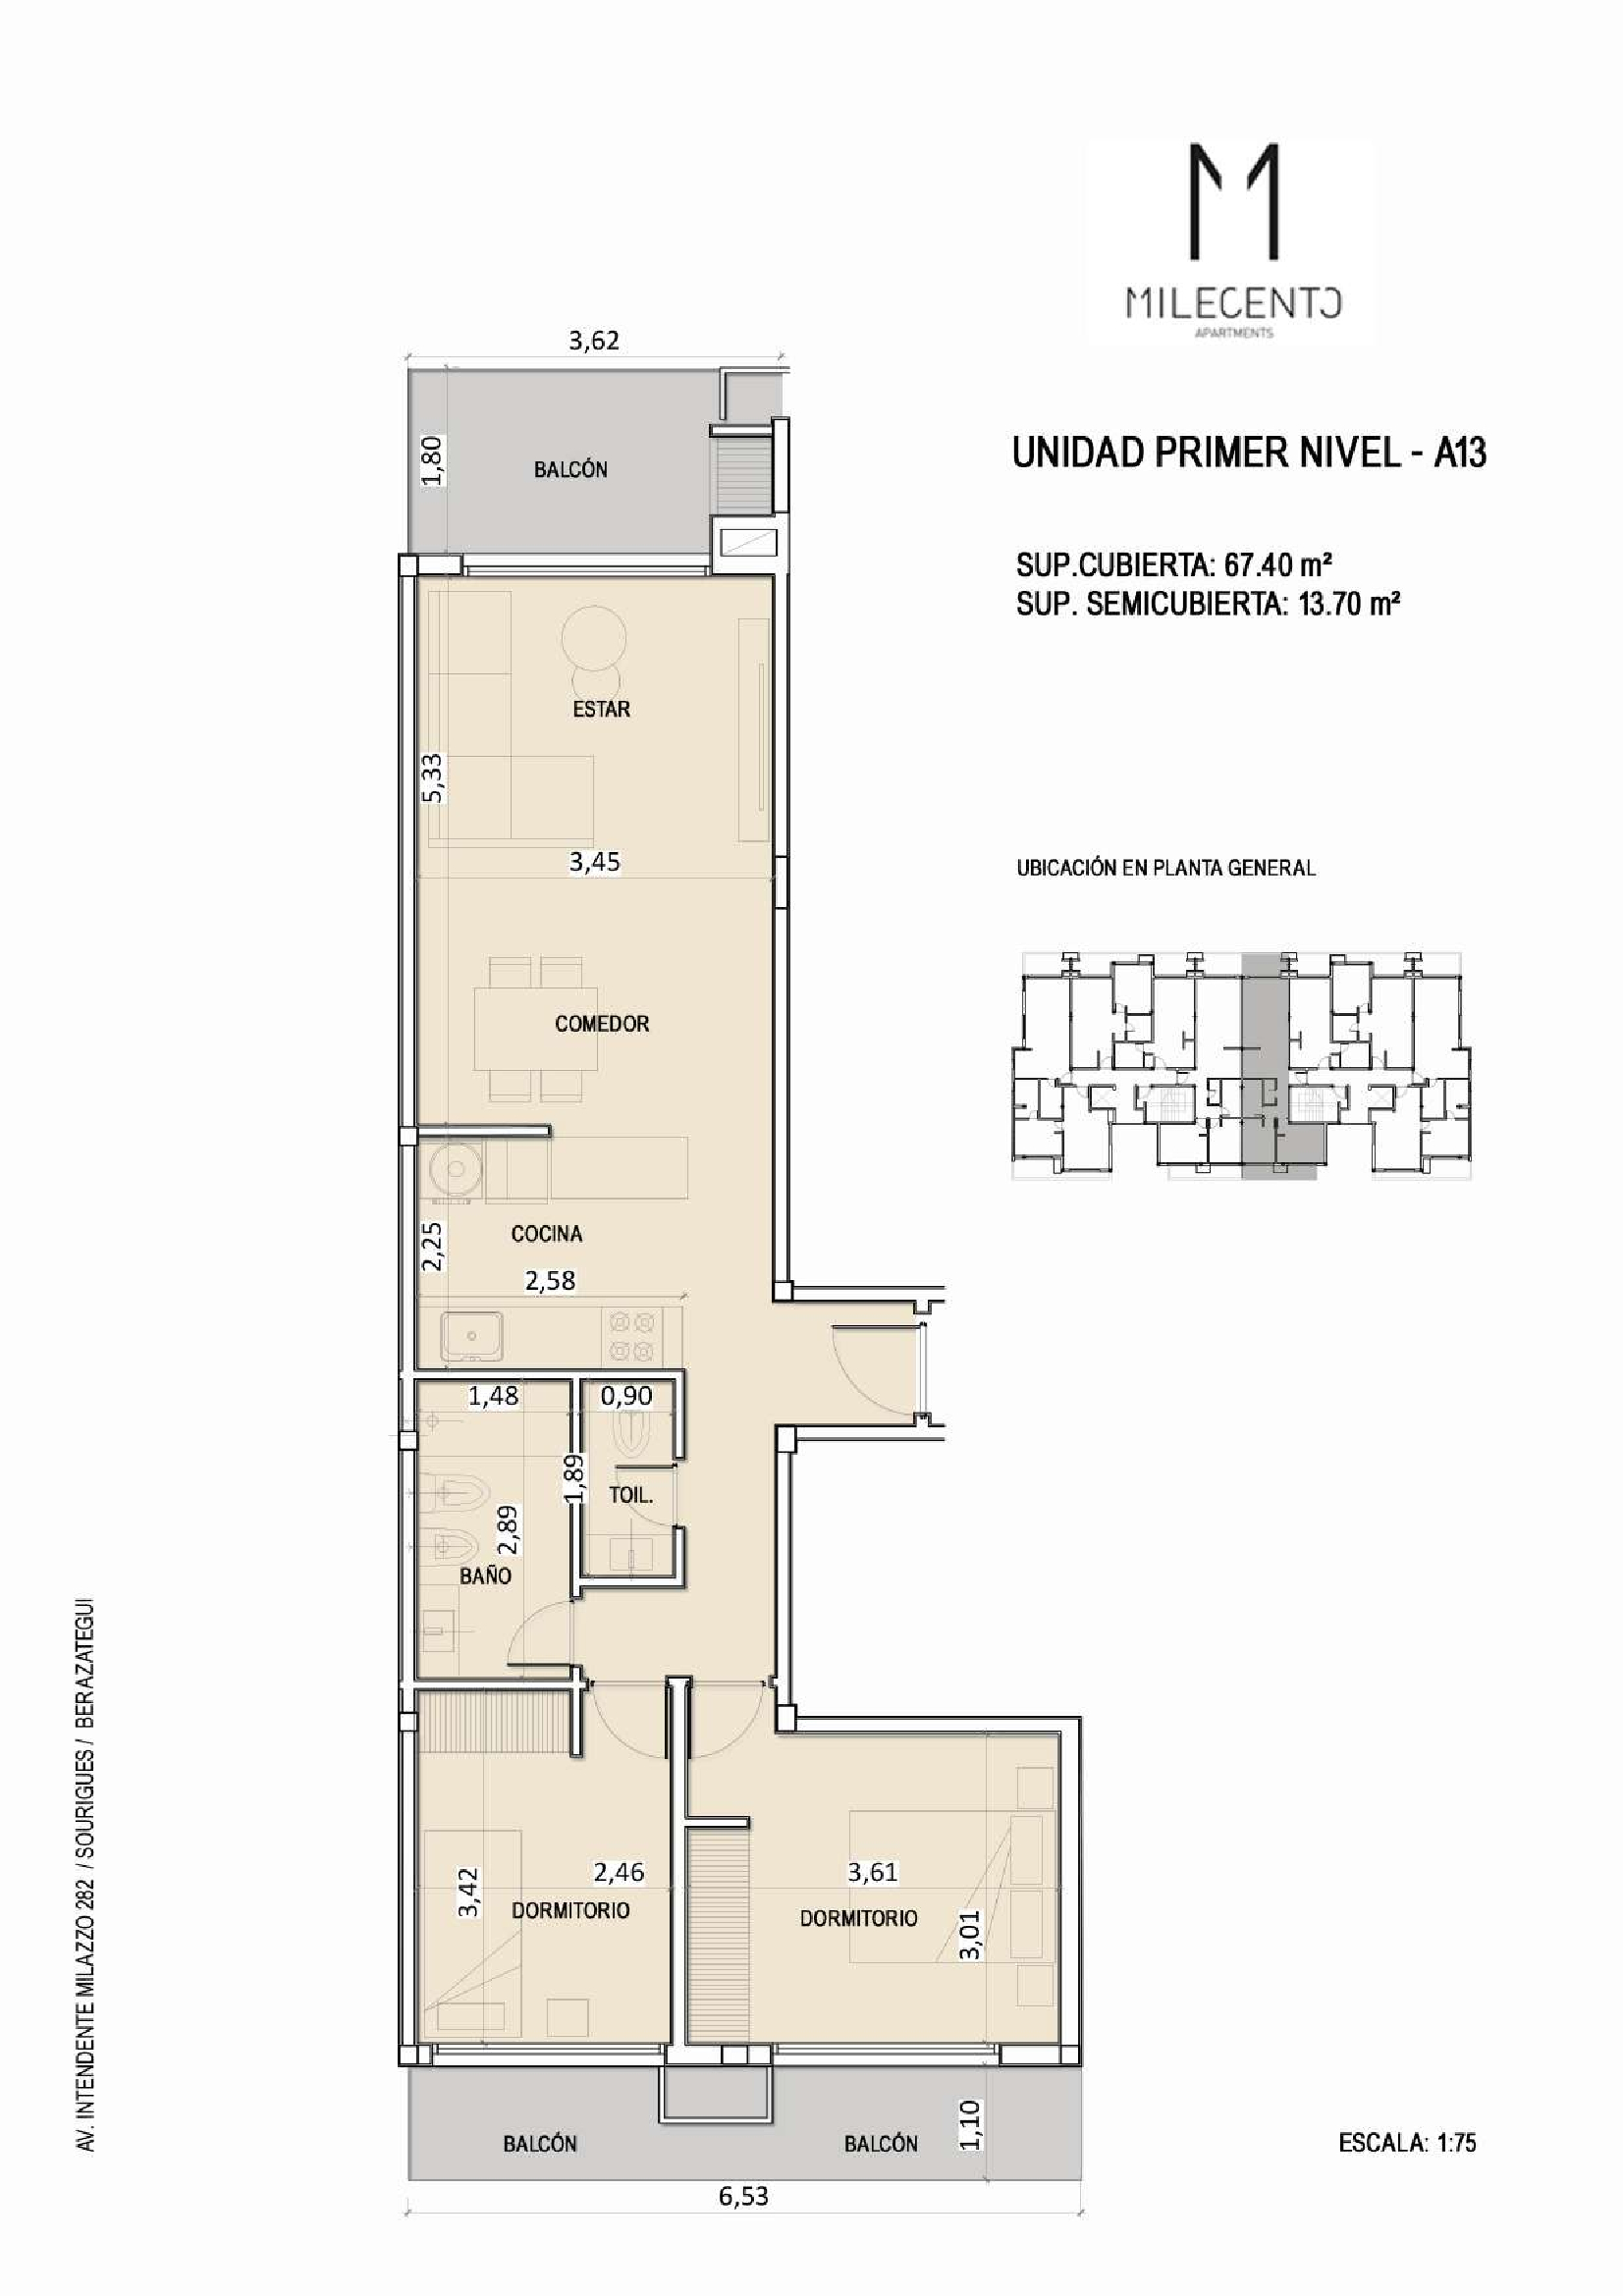 MILECENTO
APARTMENTS
UNIDAD PRIMER NIVEL - A13
SUP.CUBIERTA: 67.40 m²
SUP. SEMICUBIERTA: 13.70 m²
UBICACIÓN EN PLANTA GENERAL
3,62
1,80
BALCÓN
ESTAR
5,33
3,45
COMEDOR
2,25
COCINA
2,58
1,48
0,90
1,89
TOIL.
2,89
BAÑO
3,42
2,46
DORMITORIO
3,61
DORMITORIO
3,01
BALCÓN
BALCÓN
1,10
6,53
ESCALA: 1:75
AV. INTENDENTE MILAZZO 282 / SOURIGUES / BERAZATEGUI